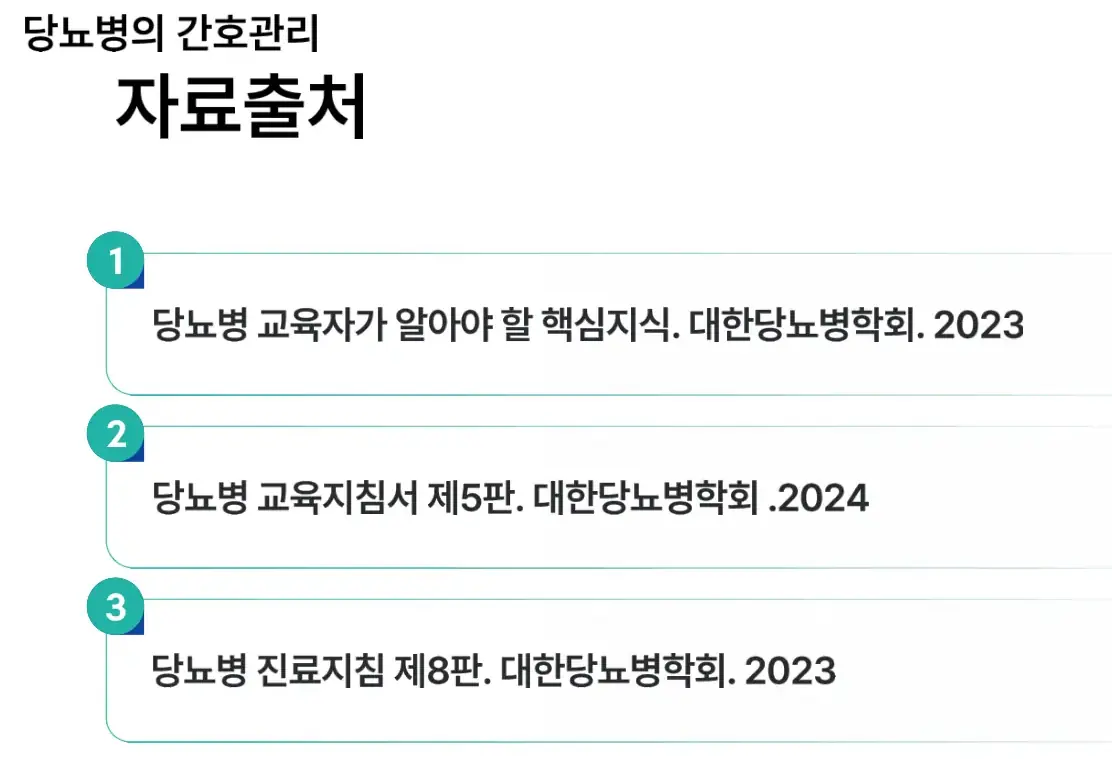 당뇨병의 간호관리
자료출처
1
당뇨병 교육자가 알아야 할 핵심지식. 대한당뇨병학회. 2023
2
당뇨병 교육지침서 제5판. 대한당뇨병학회 .2024
3
당뇨병 진료지침 제8판. 대한당뇨병학회. 2023